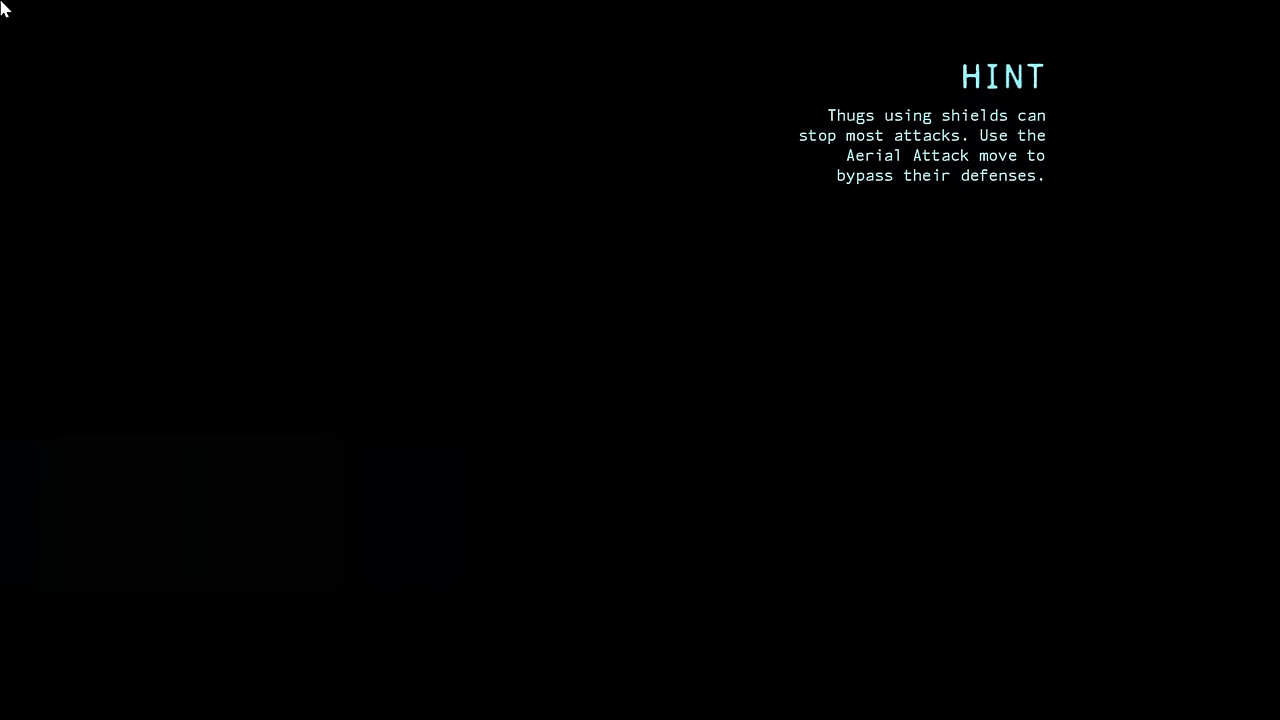 HINT
Thugs using shields can
stop most attacks. Use the
Aerial Attack move to
bypass their defenses.